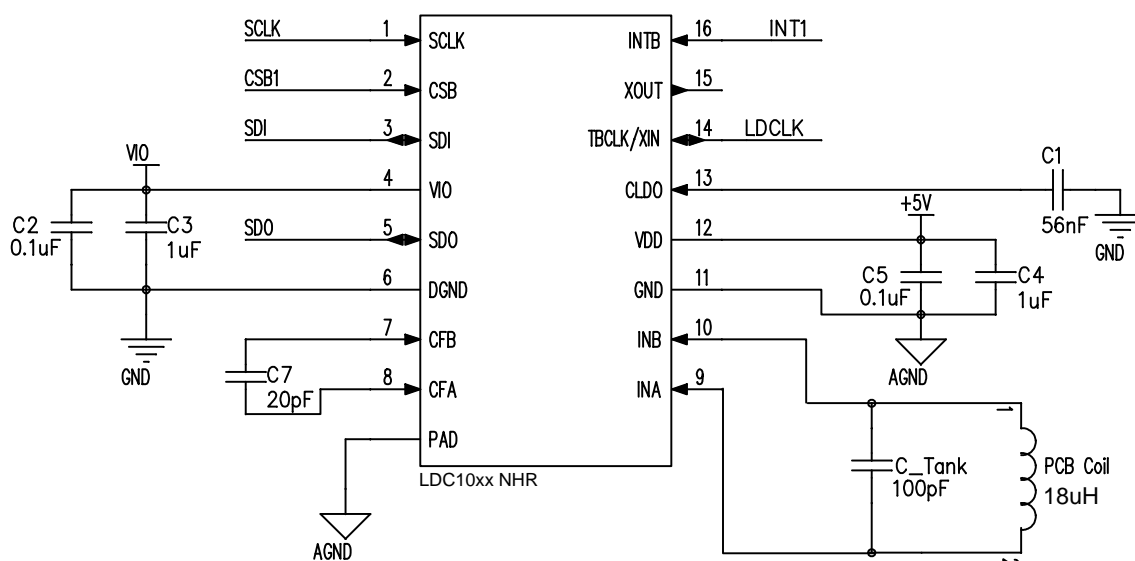 SCLK 1 SCLK INTB 16 INT1
CSB1 2 CSB XOUT 15
SDI 3 SDI TBCLK/XIN 14 LDCLK
VIO
4 VIO CLDO 13
C1
56nF
GND
C2
0.1uF
C3
1uF
SDO 5 SDO VDD 12
+5V
6 DGND GND 11
C5
0.1uF
C4
1uF
GND
7 CFB INB 10
AGND
C7
20pF
8 CFA INA 9
PAD
LDC10xx NHR
AGND
1
C_Tank
100pF
PCB Coil
18uH